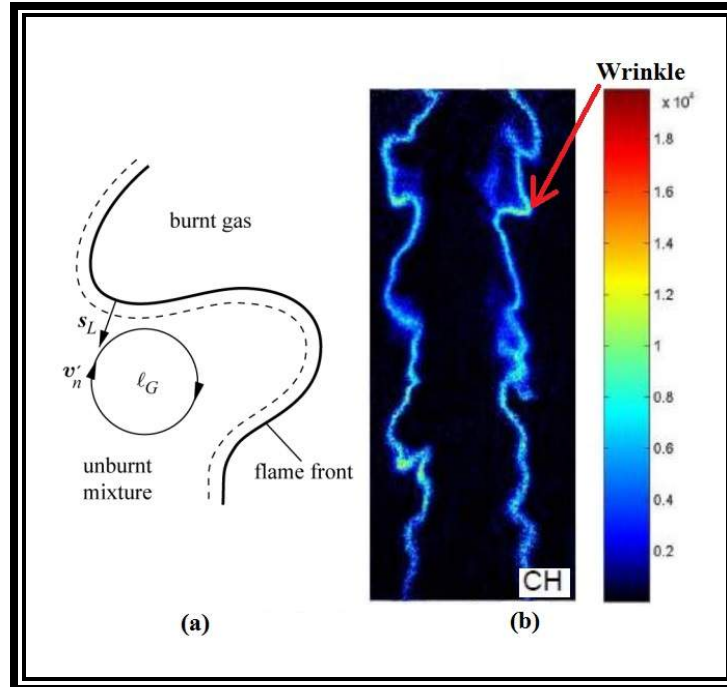 Wrinkle
x 10⁴
1.8
1.6
1.4
1.2
1
0.8
0.6
0.4
0.2
burnt gas
s_L
v′_n
ℓ_G
unburnt
mixture
flame front
CH
(a)
(b)